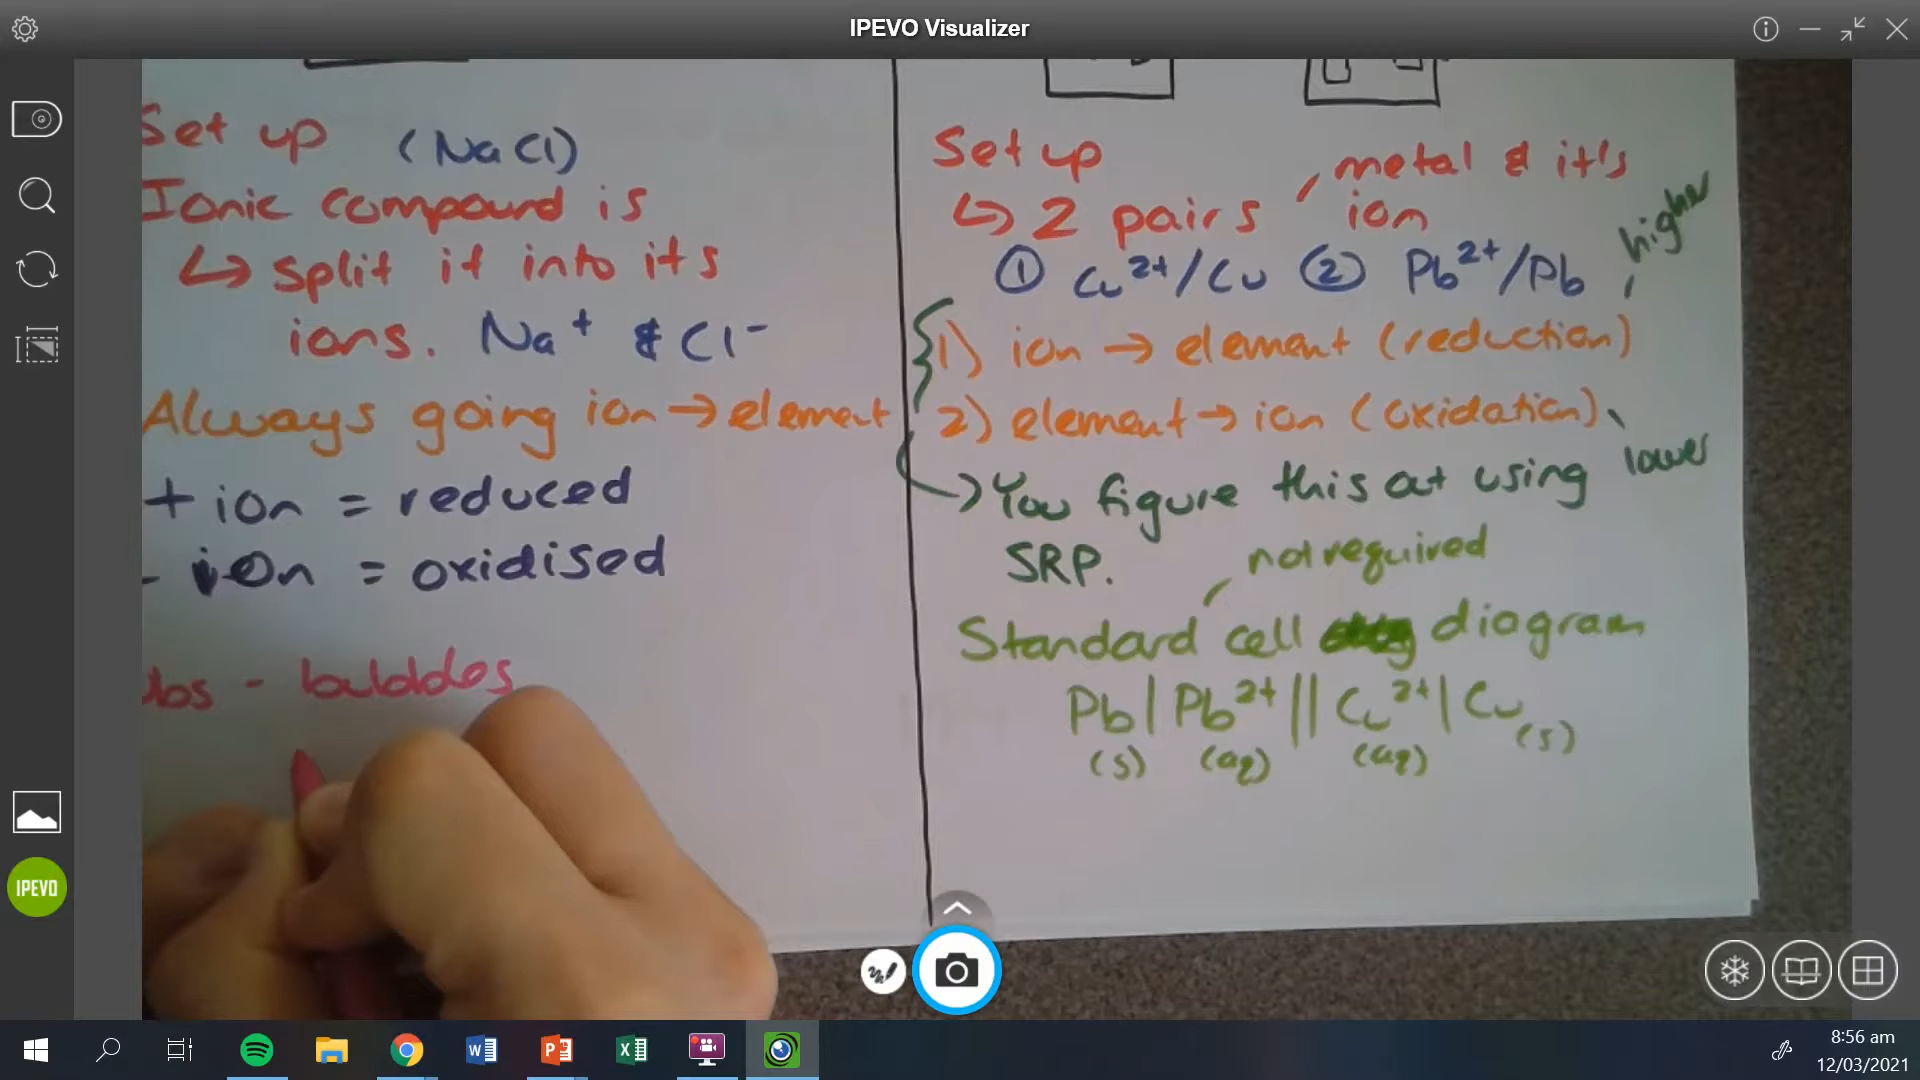 IPEVO Visualizer
Set up (NaCl)
Ionic compound is
↳ split it into its
ions. Na⁺ & Cl⁻
Always going ion → element
+ ion = reduced
- ion = oxidised
obs - bubbles
Set up
metal & it's
↳ 2 pairs ion
① Cu²⁺/Cu ② Pb²⁺/Pb
higher
1) ion → element (reduction)
2) element → ion (oxidation)
lower
→ You figure this out using
SRP.
not required
Standard cell diagram
Pb | Pb²⁺ || Cu²⁺ | Cu
(s) (aq) (aq) (s)
IPEVO
8:56 am
12/03/2021